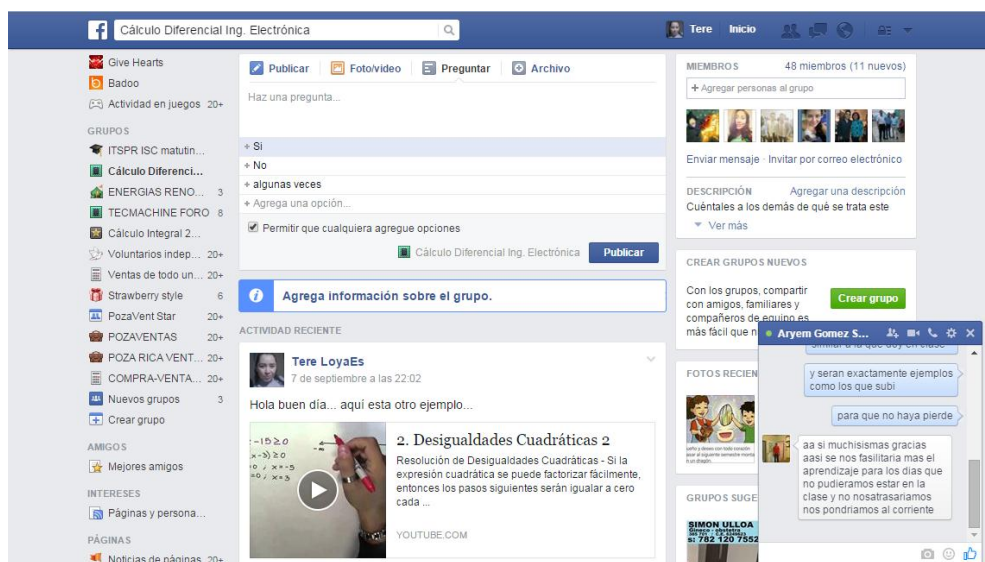 Cálculo Diferencial Ing. Electrónica
Tere Inicio
Give Hearts
Badoo
Actividad en juegos 20+
GRUPOS
ITSPR ISC matutin...
Cálculo Diferenci...
ENERGIAS RENO... 3
TECMACHINE FORO 8
Cálculo Integral 2...
Voluntarios indep... 20+
Ventas de todo un... 20+
Strawberry style 6
PozaVent Star 20+
POZAVENTAS 20+
POZA RICA VENT... 20+
COMPRA-VENTA... 20+
Nuevos grupos 3
Crear grupo
AMIGOS
Mejores amigos
INTERESES
Páginas y persona...
PÁGINAS
Noticias de páginas 20+
Publicar Foto/video Preguntar Archivo
Haz una pregunta...
+ Si
+ No
+ algunas veces
+ Agrega una opción...
Permitir que cualquiera agregue opciones
Cálculo Diferencial Ing. Electrónica Publicar
Agrega información sobre el grupo.
ACTIVIDAD RECIENTE
Tere LoyaEs
7 de septiembre a las 22:02
Hola buen día... aquí esta otro ejemplo...
2. Desigualdades Cuadráticas 2
Resolución de Desigualdades Cuadráticas - Si la
expresión cuadrática se puede factorizar fácilmente,
entonces los pasos siguientes serán igualar a cero
cada ...
YOUTUBE.COM
MIEMBROS 48 miembros (11 nuevos)
+ Agregar personas al grupo
Enviar mensaje · Invitar por correo electrónico
DESCRIPCIÓN Agregar una descripción
Cuéntales a los demás de qué se trata este
Ver más
CREAR GRUPOS NUEVOS
Con los grupos, compartir
con amigos, familiares y
compañeros de equipo es
más fácil que n
Crear grupo
FOTOS RECIEN
GRUPOS SUGE
SIMON ULLOA
s: 782 120 7552
Aryem Gomez S...
similar a la que doy en clase
y seran exactamente ejemplos
como los que subi
para que no haya pierde
aa si muchisismas gracias
aasi se nos fasilitaria mas el
aprendizaje para los dias que
no pudieramos estar en la
clase y no nosatrasariamos
nos pondriamos al corriente